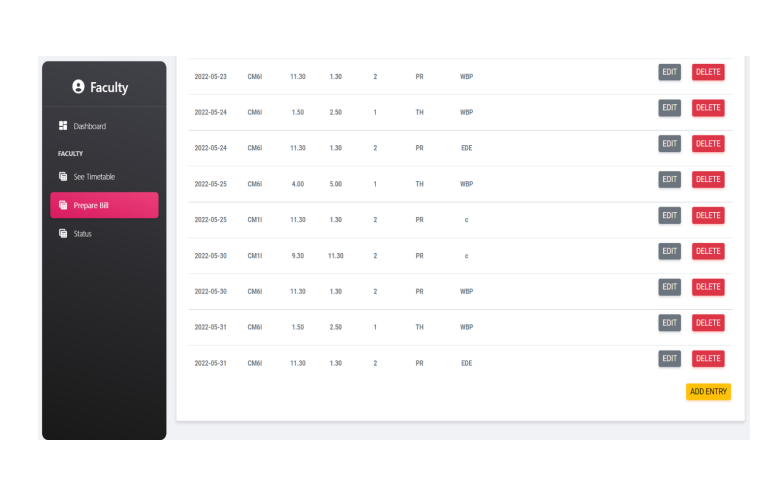 Faculty
Dashboard
FACULTY
See Timetable
Prepare Bill
Status
2022-05-23 CM6I 11.30 1.30 2 PR WBP EDIT DELETE
2022-05-24 CM6I 1.50 2.50 1 TH WBP EDIT DELETE
2022-05-24 CM6I 11.30 1.30 2 PR EDE EDIT DELETE
2022-05-25 CM6I 4.00 5.00 1 TH WBP EDIT DELETE
2022-05-25 CM1I 11.30 1.30 2 PR c EDIT DELETE
2022-05-30 CM1I 9.30 11.30 2 PR c EDIT DELETE
2022-05-30 CM6I 11.30 1.30 2 PR WBP EDIT DELETE
2022-05-31 CM6I 1.50 2.50 1 TH WBP EDIT DELETE
2022-05-31 CM6I 11.30 1.30 2 PR EDE EDIT DELETE
ADD ENTRY